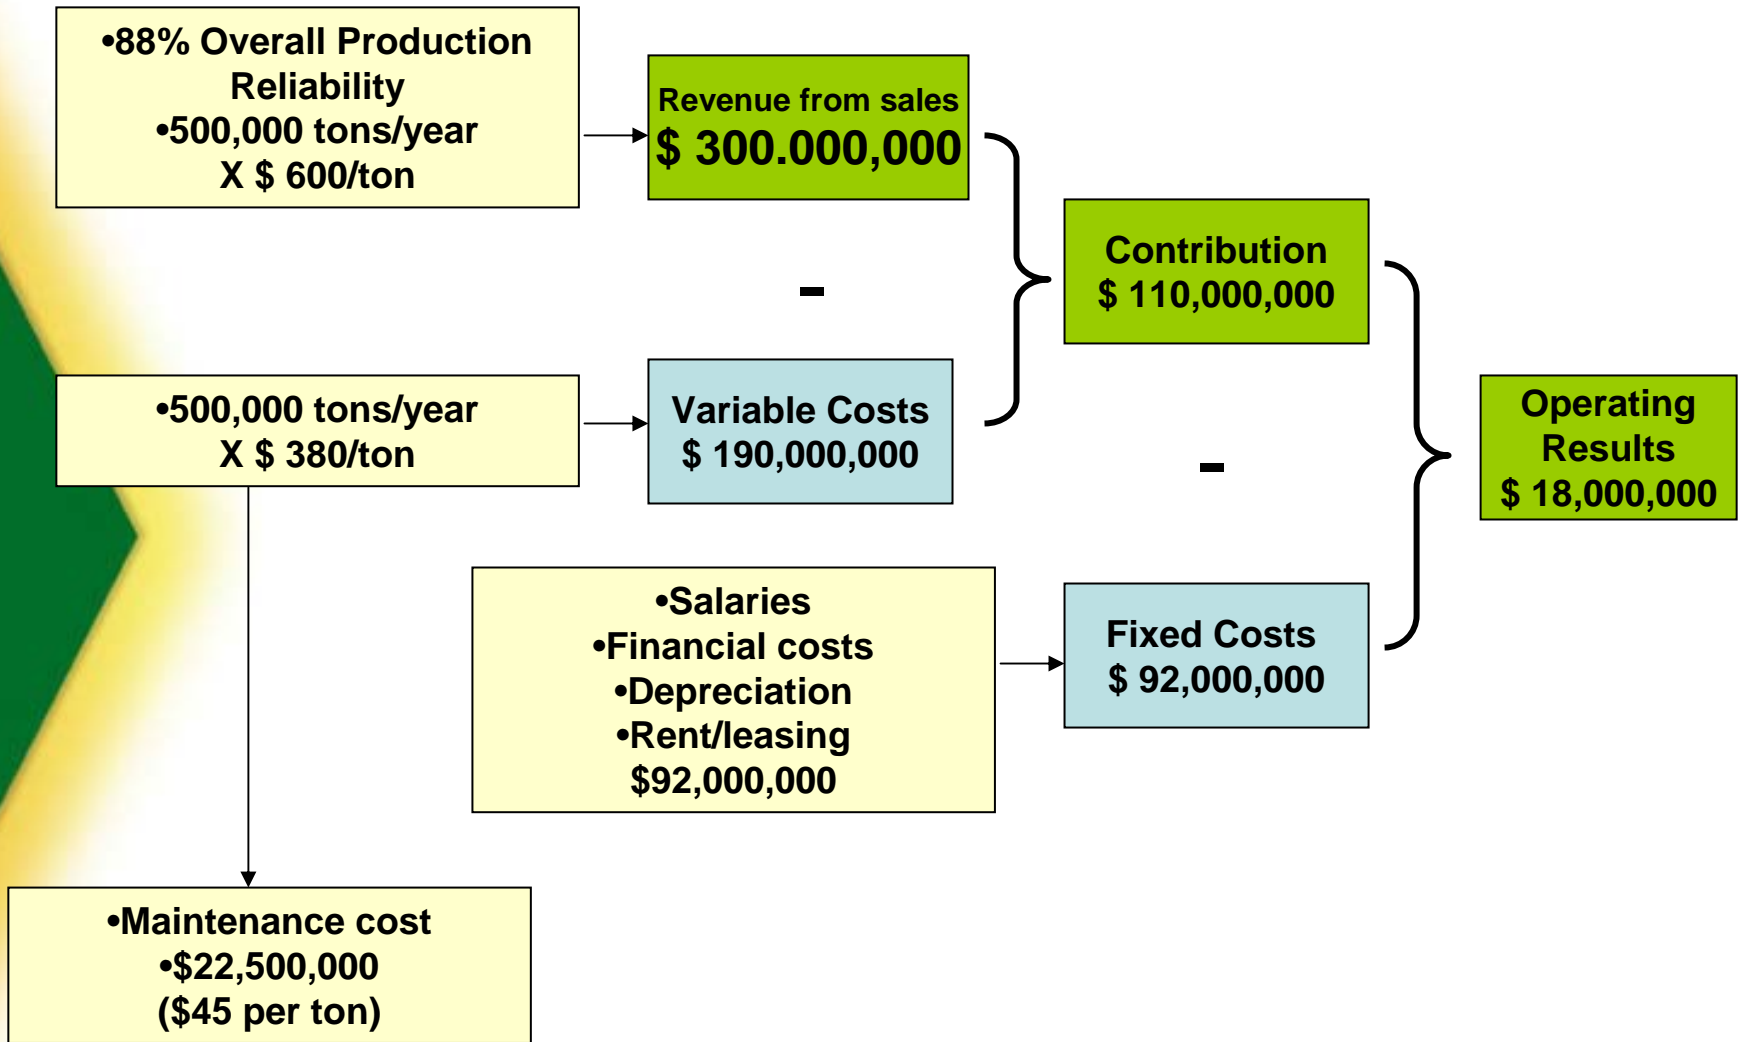 •88% Overall Production
Reliability
•500,000 tons/year
X $ 600/ton
Revenue from sales
$ 300.000,000
-
Contribution
$ 110,000,000
•500,000 tons/year
X $ 380/ton
Variable Costs
$ 190,000,000
-
Operating
Results
$ 18,000,000
•Salaries
•Financial costs
•Depreciation
•Rent/leasing
$92,000,000
Fixed Costs
$ 92,000,000
•Maintenance cost
•$22,500,000
($45 per ton)